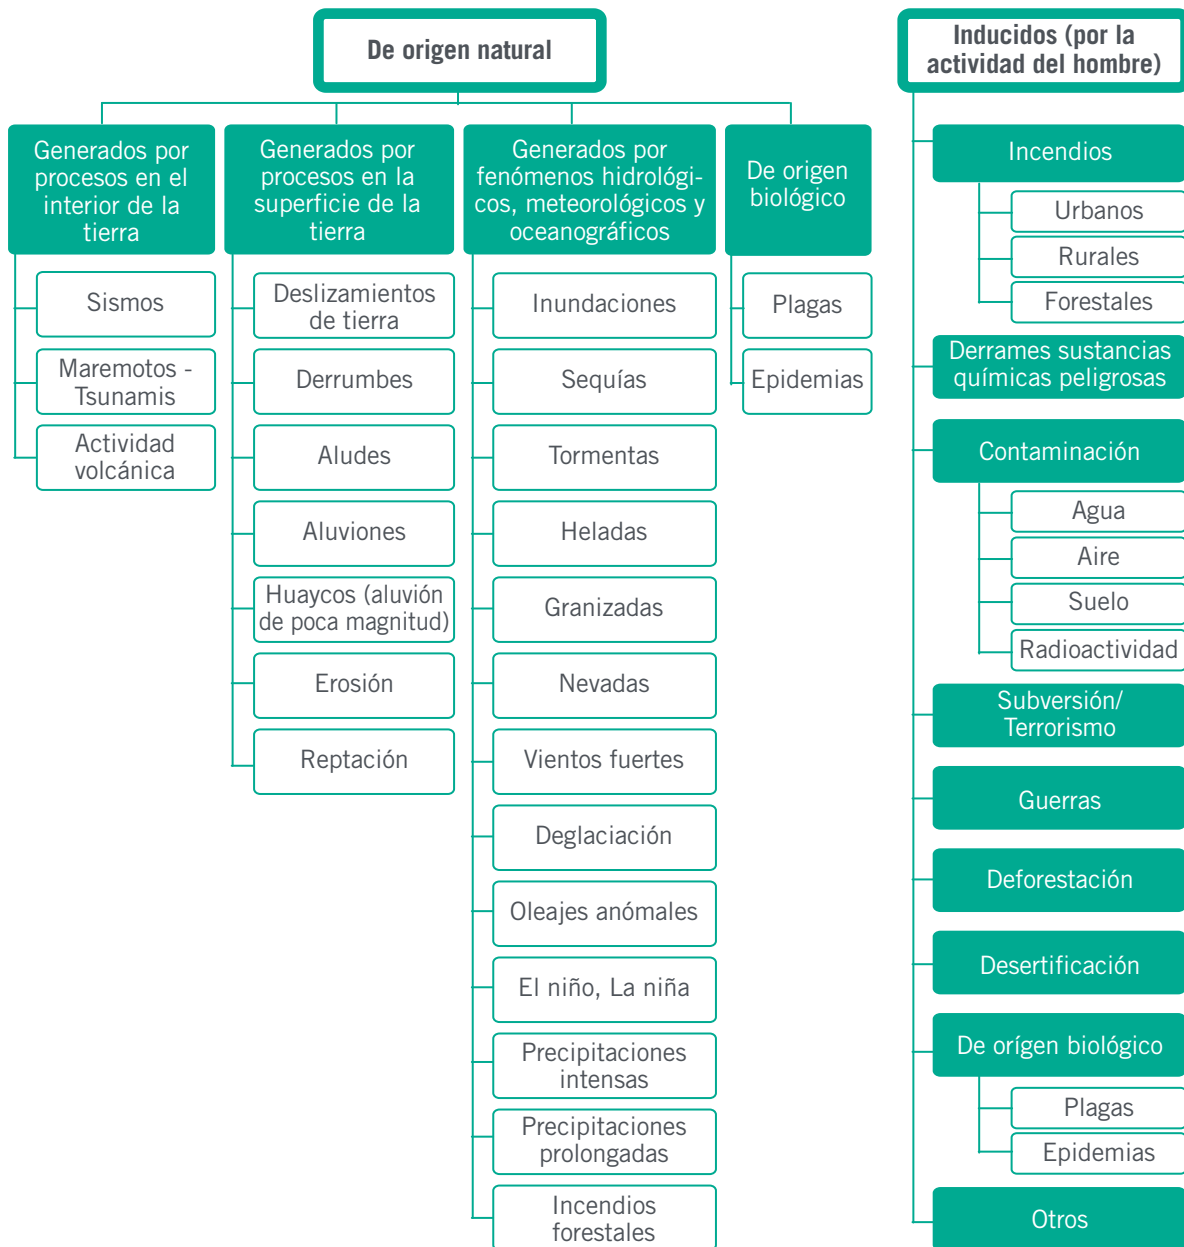 De origen natural
Generados por
procesos en el
interior de la
tierra
Sismos
Maremotos -
Tsunamis
Actividad
volcánica
Generados por
procesos en la
superficie de la
tierra
Deslizamientos
de tierra
Derrumbes
Aludes
Aluviones
Huaycos (aluvión
de poca magnitud)
Erosión
Reptación
Generados por
fenómenos hidrológi-
cos, meteorológicos y
oceanográficos
Inundaciones
Sequías
Tormentas
Heladas
Granizadas
Nevadas
Vientos fuertes
Deglaciación
Oleajes anómales
El niño, La niña
Precipitaciones
intensas
Precipitaciones
prolongadas
Incendios
forestales
De origen
biológico
Plagas
Epidemias
Inducidos (por la
actividad del hombre)
Incendios
Urbanos
Rurales
Forestales
Derrames sustancias
químicas peligrosas
Contaminación
Agua
Aire
Suelo
Radioactividad
Subversión/
Terrorismo
Guerras
Deforestación
Desertificación
De orígen biológico
Plagas
Epidemias
Otros